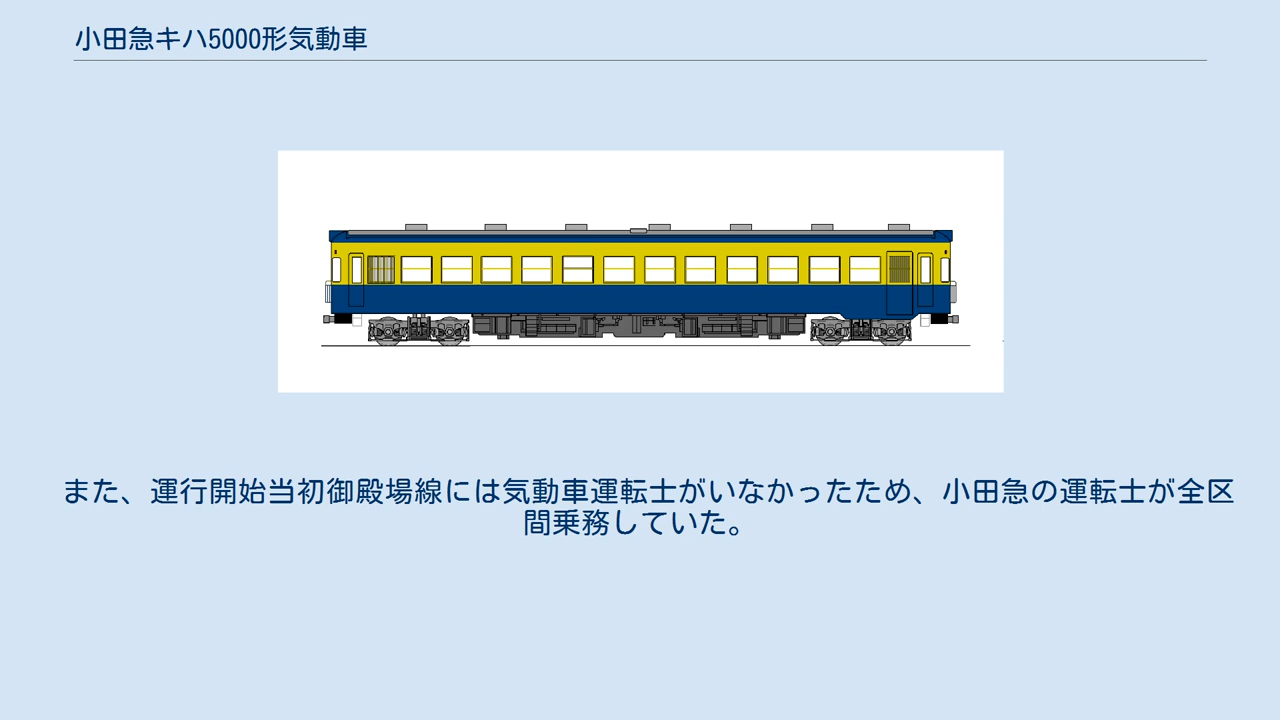 小田急キハ5000形気動車
また、運行開始当初御殿場線には気動車運転士がいなかったため、小田急の運転士が全区
間乗務していた。